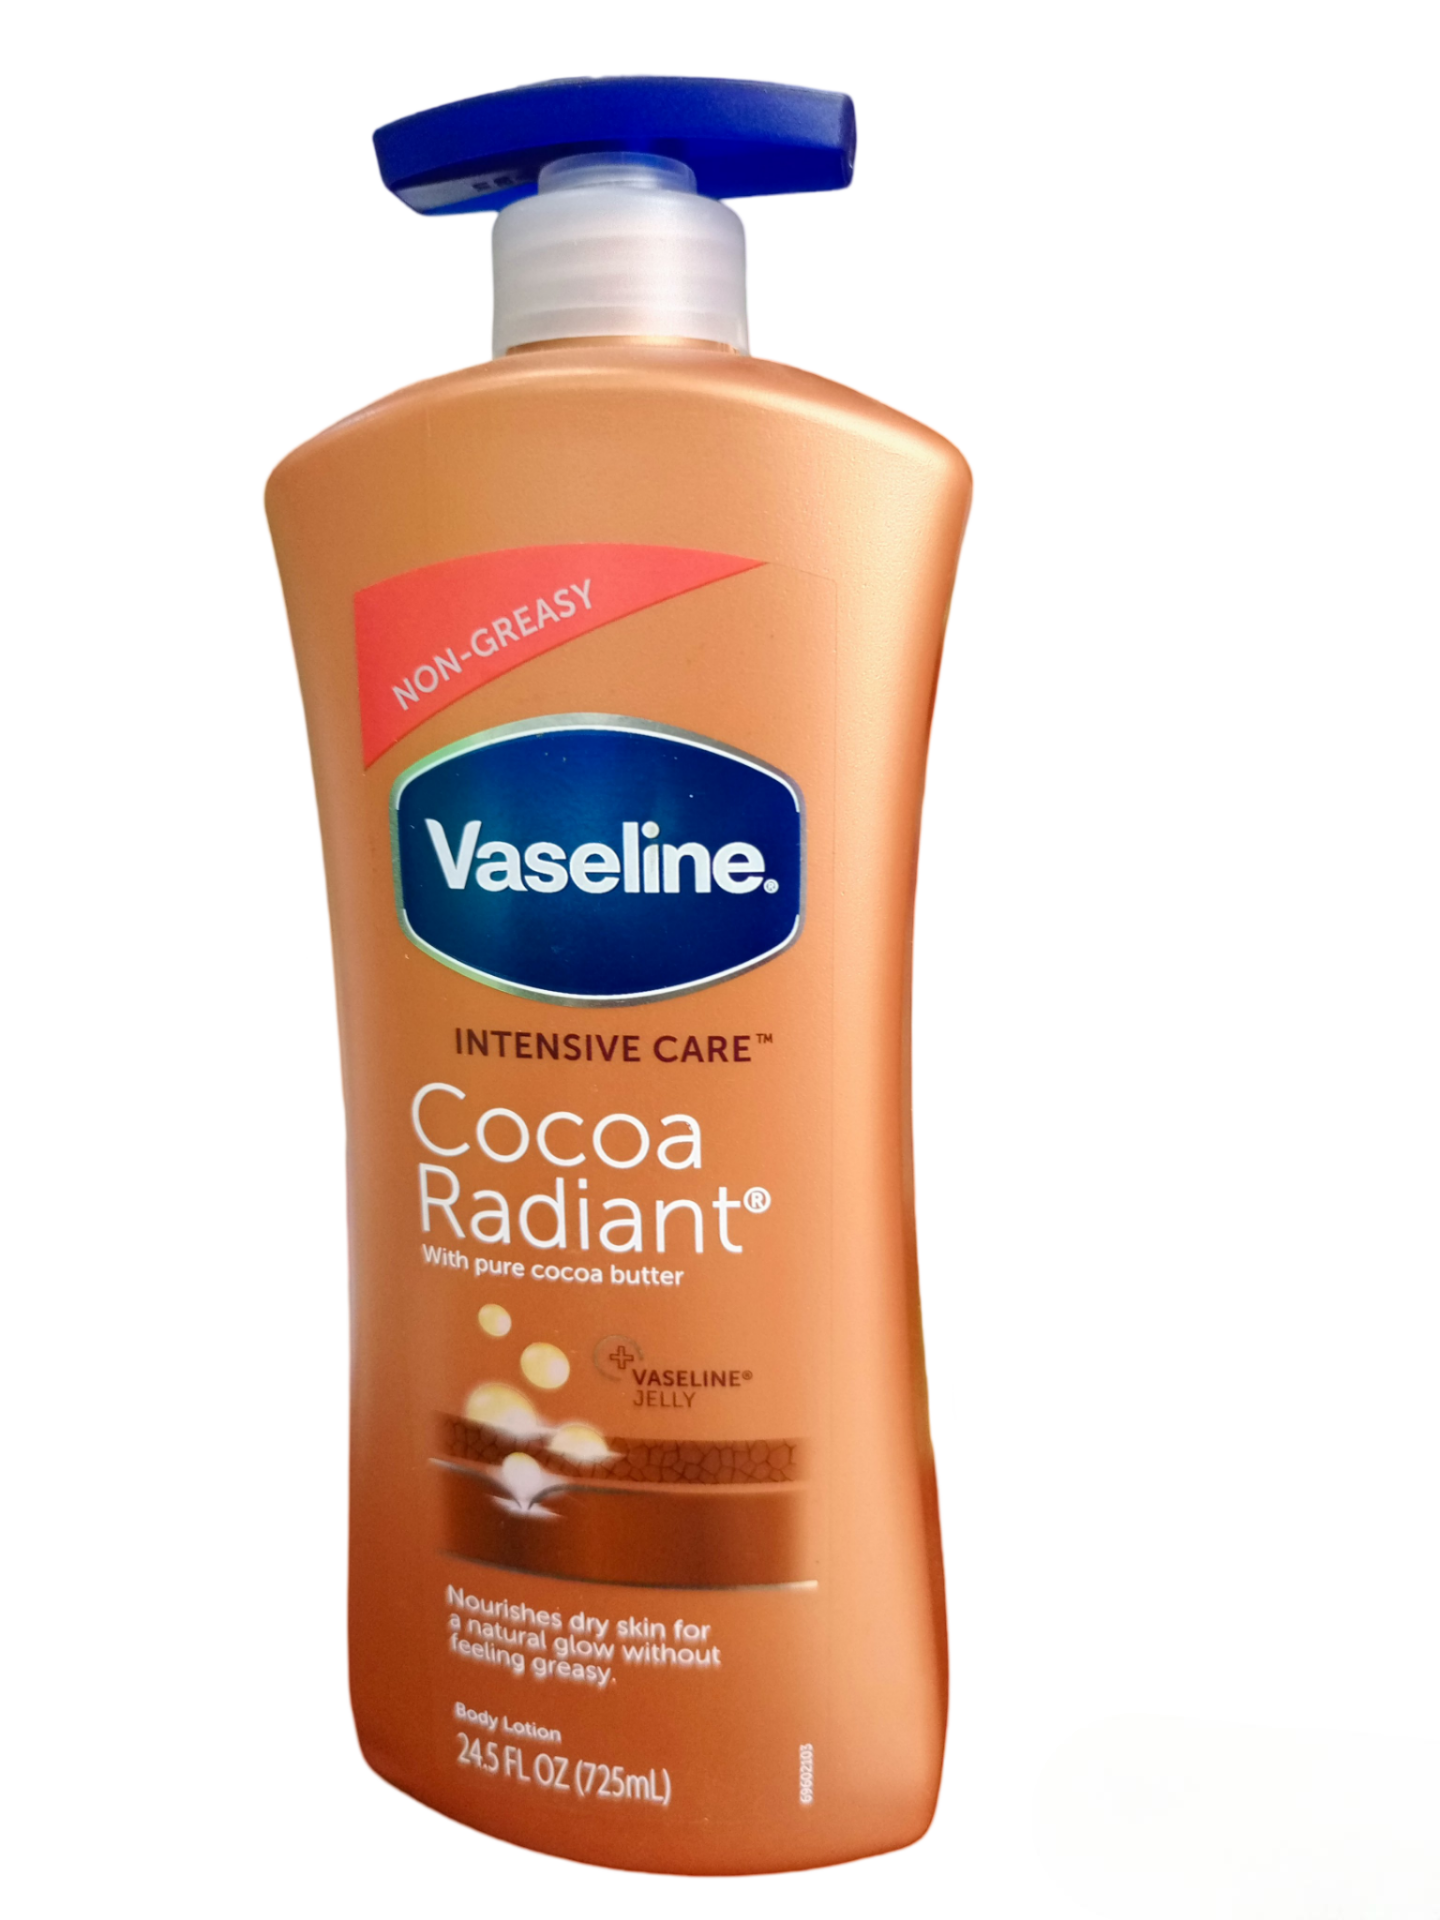 NON-GREASY
Vaseline®
INTENSIVE CARE™
Cocoa
Radiant®
With pure cocoa butter
VASELINE®
JELLY
Nourishes dry skin for
a natural glow without
feeling greasy.
Body Lotion
24.5 FL OZ (725mL)
69602103